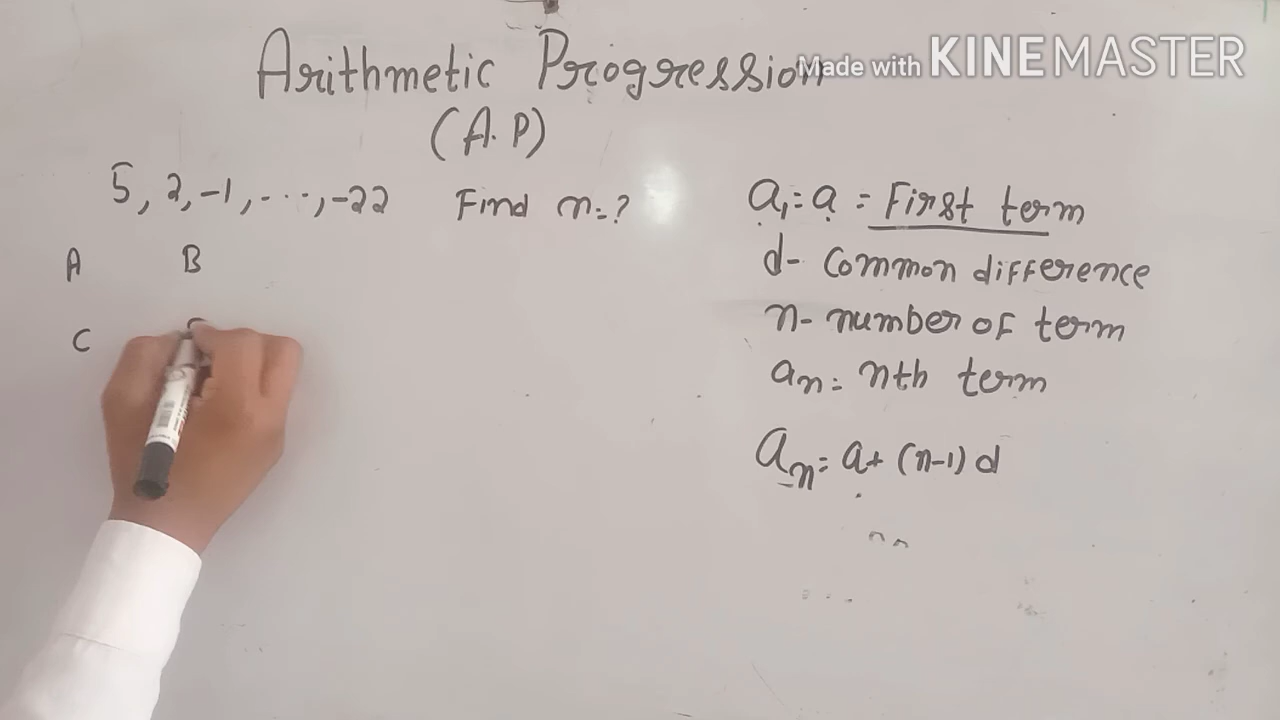 Made with KINEMASTER
Arithmetic Progression
(A.P)
5, 2, -1, ...., -22 Find n=?
A B
C
a₁=a = First term
d- Common difference
n- number of term
aₙ= nth term
aₙ= a+ (n-1) d